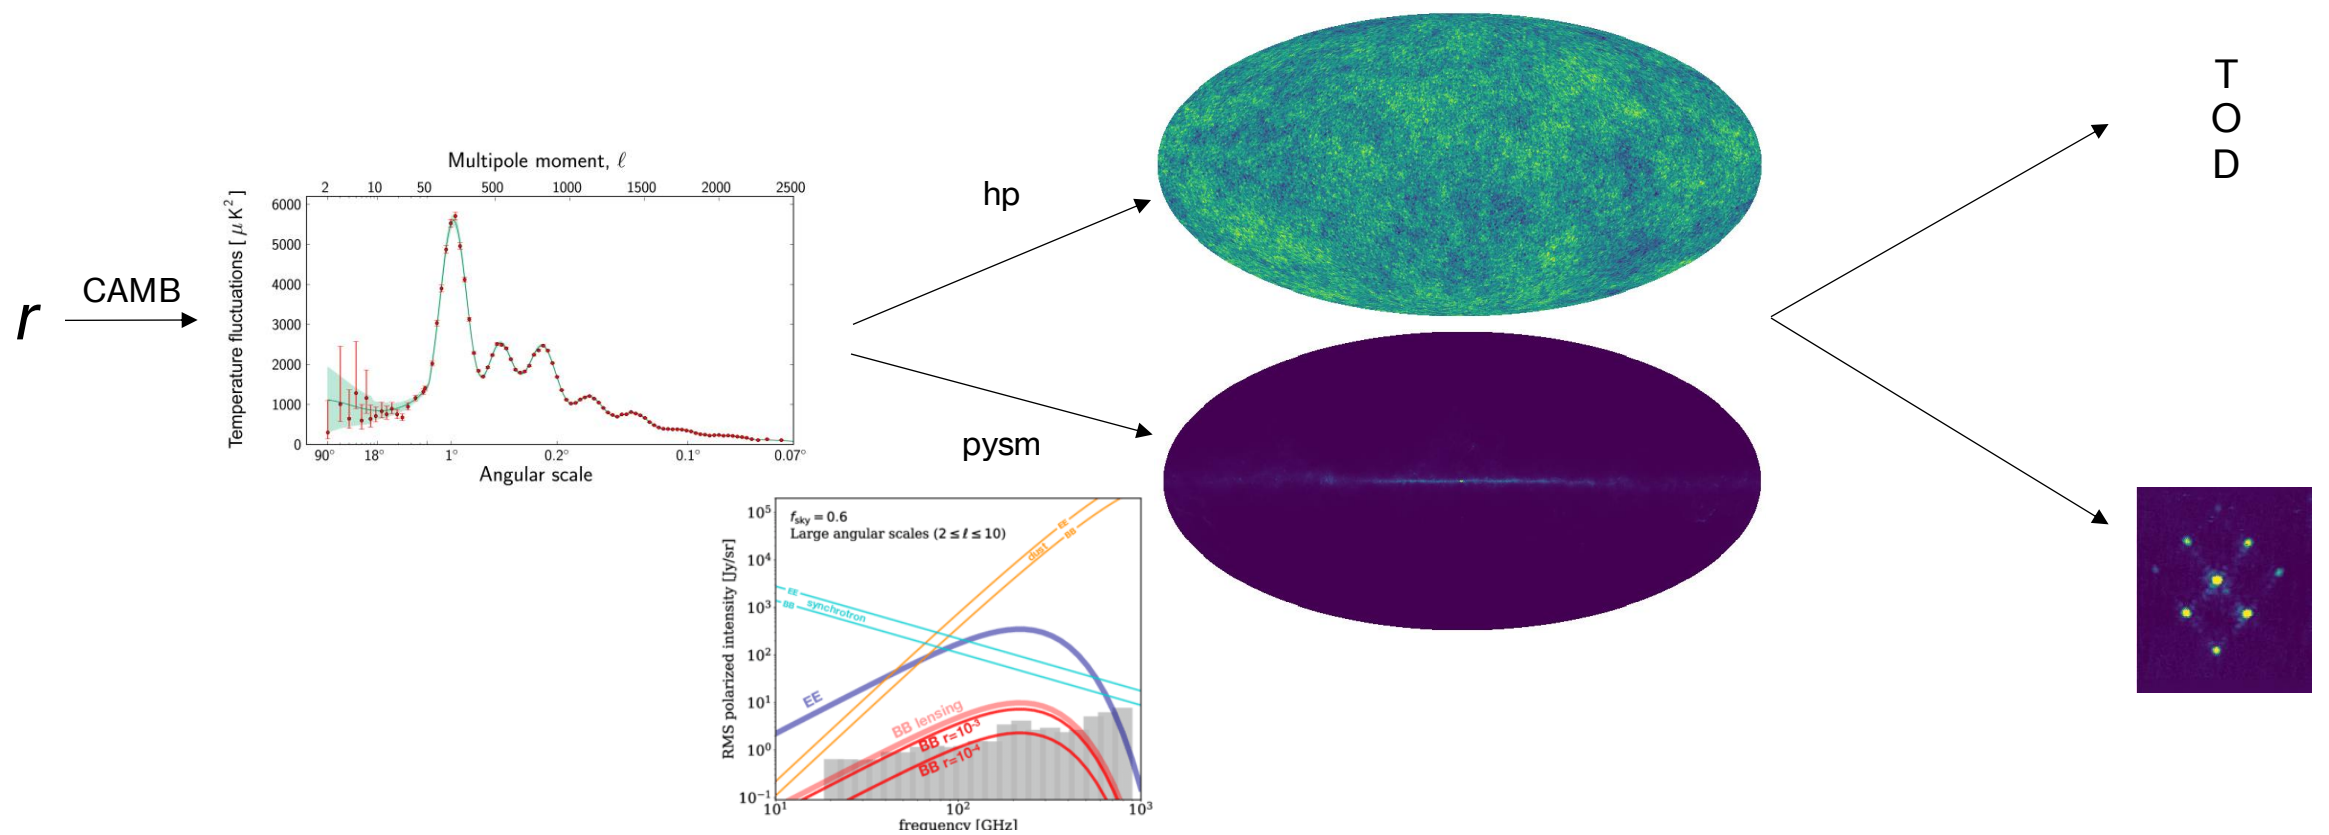 r
CAMB
Multipole moment, ℓ
2 10 50 500 1000 1500 2000 2500
Temperature fluctuations [ μ K² ]
6000
5000
4000
3000
2000
1000
0
90° 18° 1° 0.2° 0.1° 0.07°
Angular scale
hp
pysm
RMS polarized intensity [Jy/sr]
10⁵
10⁴
10³
10²
10¹
10⁰
10⁻¹
f_sky = 0.6
Large angular scales (2 ≤ ℓ ≤ 10)
EE
dust
BB
EE
synchrotron
BB
EE
BB lensing
BB r=10⁻³
BB r=10⁻⁴
10¹ 10² 10³
frequency [GHz]
T
O
D